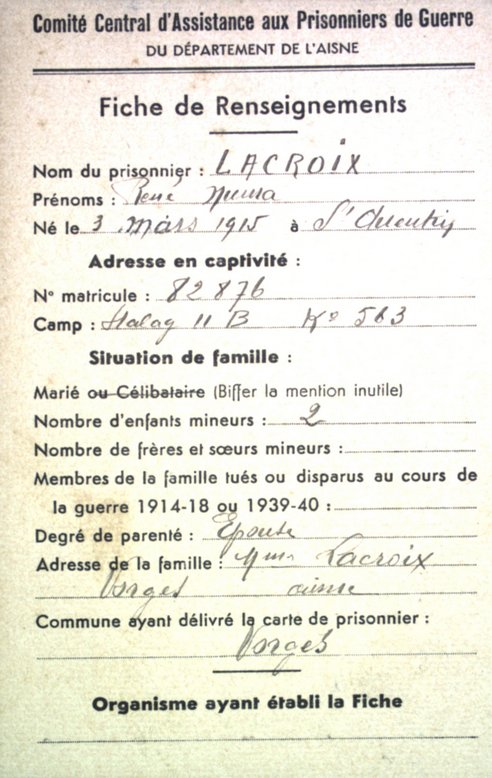 Comité Central d'Assistance aux Prisonniers de Guerre
DU DÉPARTEMENT DE L'AISNE
Fiche de Renseignements
Nom du prisonnier : LACROIX
Prénoms : René Numa
Né le 3 Mars 1915 à St Quentin
Adresse en captivité :
N° matricule : 82876
Camp : Stalag II B K° 563
Situation de famille :
Marié ou Célibataire (Biffer la mention inutile)
Nombre d'enfants mineurs : 2
Nombre de frères et sœurs mineurs :
Membres de la famille tués ou disparus au cours de
la guerre 1914-18 ou 1939-40 :
Degré de parenté : Epouse
Adresse de la famille : Mme Lacroix
Vorges aisne
Commune ayant délivré la carte de prisonnier :
Vorges
Organisme ayant établi la Fiche